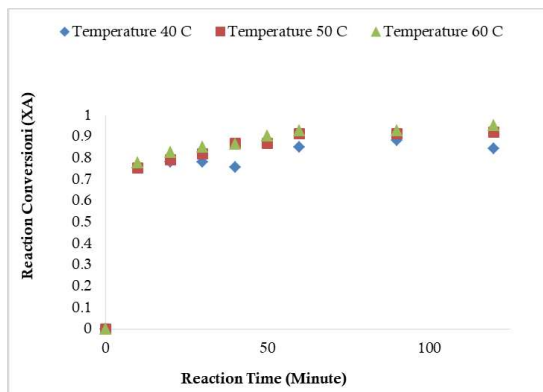 Temperature 40 C Temperature 50 C Temperature 60 C
Reaction Conversioni (XA)
1
0.9
0.8
0.7
0.6
0.5
0.4
0.3
0.2
0.1
0
0 50 100
Reaction Time (Minute)